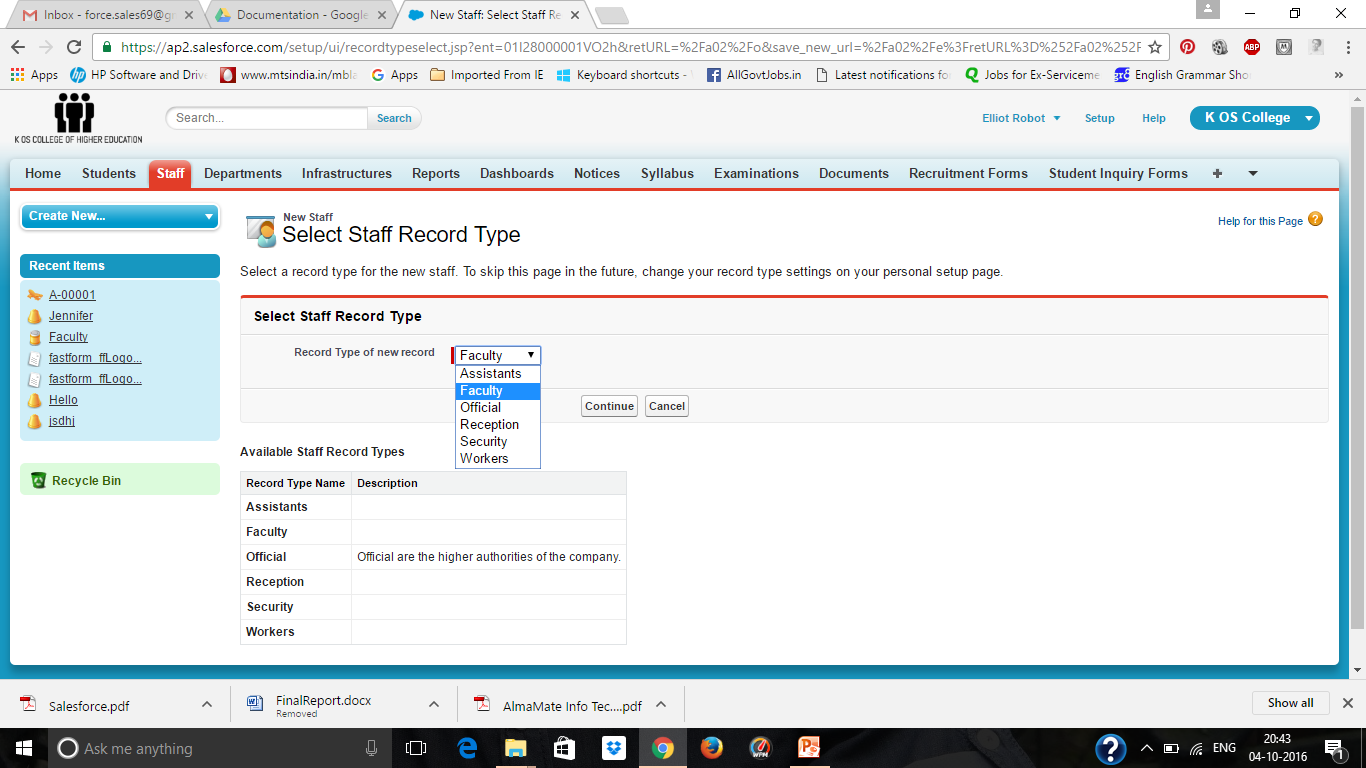 Inbox - force.sales69@gr
Documentation - Google
New Staff: Select Staff Re
https://ap2.salesforce.com/setup/ui/recordtypeselect.jsp?ent=01I28000001VO2h&retURL=%2Fa02%2Fo&save_new_url=%2Fa02%2Fe%3FretURL%3D%252Fa02%252F
ABP
Apps
HP Software and Drive
www.mtsindia.in/mbla
Apps
Imported From IE
Keyboard shortcuts -
AllGovtJobs.in
Latest notifications fo
Jobs for Ex-Serviceme
English Grammar Sho
»
K OS COLLEGE OF HIGHER EDUCATION
Search...
Search
Elliot Robot
Setup
Help
K OS College
Home
Students
Staff
Departments
Infrastructures
Reports
Dashboards
Notices
Syllabus
Examinations
Documents
Recruitment Forms
Student Inquiry Forms
+
Create New...
Recent Items
A-00001
Jennifer
Faculty
fastform_ffLogo...
fastform_ffLogo...
Hello
jsdhj
Recycle Bin
New Staff
Select Staff Record Type
Help for this Page ?
Select a record type for the new staff. To skip this page in the future, change your record type settings on your personal setup page.
Select Staff Record Type
Record Type of new record
Faculty
Assistants
Faculty
Official
Reception
Security
Workers
Continue
Cancel
Available Staff Record Types
Record Type Name
Description
Assistants
Faculty
Official
Official are the higher authorities of the company.
Reception
Security
Workers
Salesforce.pdf
FinalReport.docx
Removed
AlmaMate Info Tec....pdf
Show all
Ask me anything
ENG
20:43
04-10-2016
1